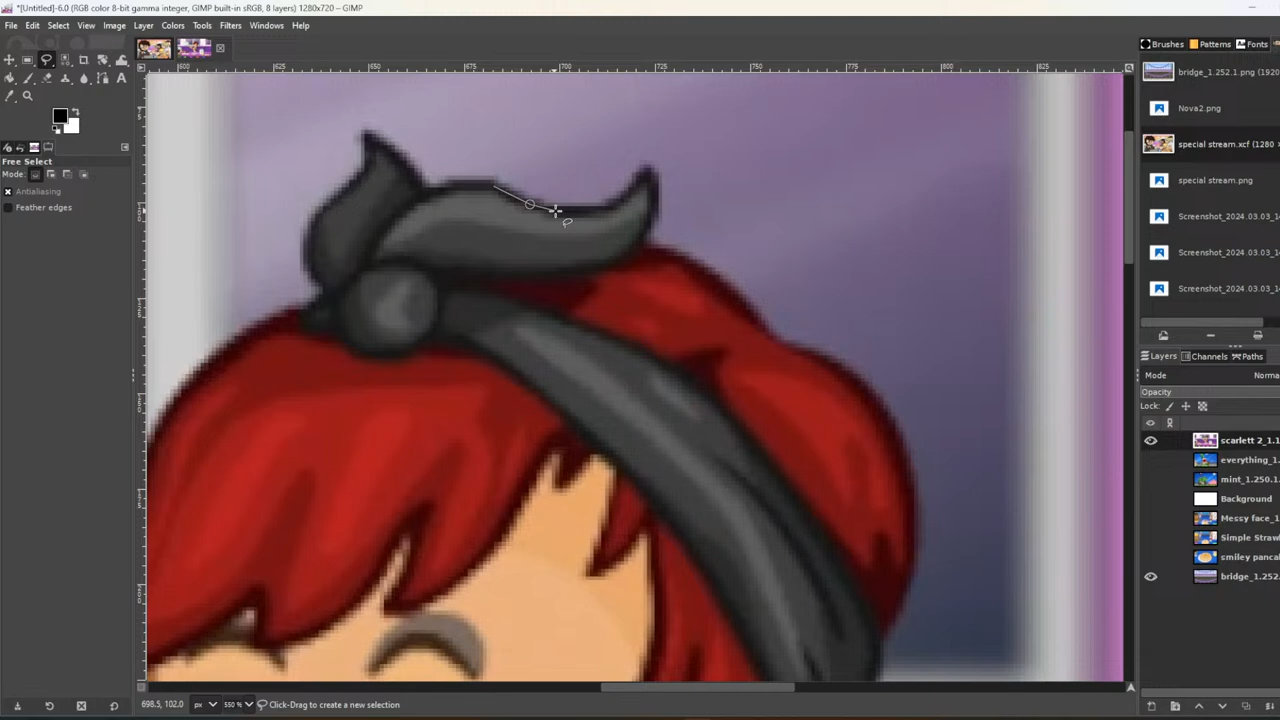 *[Untitled]-6.0 (RGB color 8-bit gamma integer, GIMP built-in sRGB, 8 layers) 1280x720 – GIMP
File Edit Select View Image Layer Colors Tools Filters Windows Help
Brushes Patterns Fonts
bridge_1.252.1.png (1920
Nova2.png
special stream.xcf (1280
special stream.png
Screenshot_2024.03.03_1
Screenshot_2024.03.03_1
Screenshot_2024.03.03_1
Free Select
Mode:
Antialiasing
Feather edges
600 625 650 675 700 725 750 775 800 825
Layers Channels Paths
Mode Norma
Opacity
Lock:
scarlett 2_1.1
everything_1.
mint_1.250.1.
Background
Messy face_1
Simple Straw
smiley panca
bridge_1.252.
698.5, 102.0 px 550 % Click-Drag to create a new selection